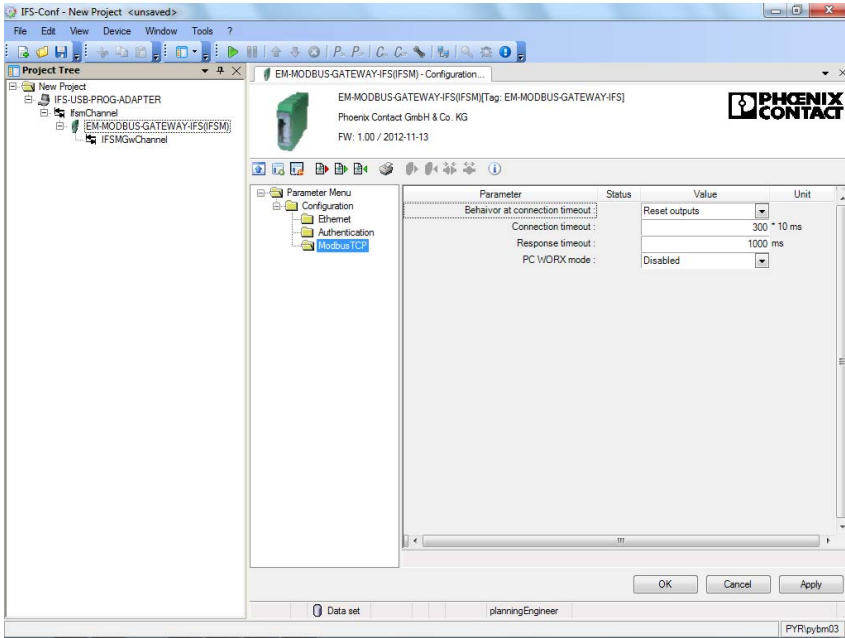 IFS-Conf - New Project <unsaved>
File Edit View Device Window Tools ?
Project Tree
New Project
IFS-USB-PROG-ADAPTER
IfsmChannel
EM-MODBUS-GATEWAY-IFS(IFSM)
IFSMGwChannel
EM-MODBUS-GATEWAY-IFS(IFSM) - Configuration...
EM-MODBUS-GATEWAY-IFS(IFSM)[Tag: EM-MODBUS-GATEWAY-IFS]
Phoenix Contact GmbH & Co. KG
FW: 1.00 / 2012-11-13
PHŒNIX
CONTACT
Parameter Menu
Configuration
Ethernet
Authentication
ModbusTCP
Parameter Status Value Unit
Behaivor at connection timeout : Reset outputs
Connection timeout : 300 * 10 ms
Response timeout : 1000 ms
PC WORX mode : Disabled
OK Cancel Apply
Data set planningEngineer
PYR\pybm03